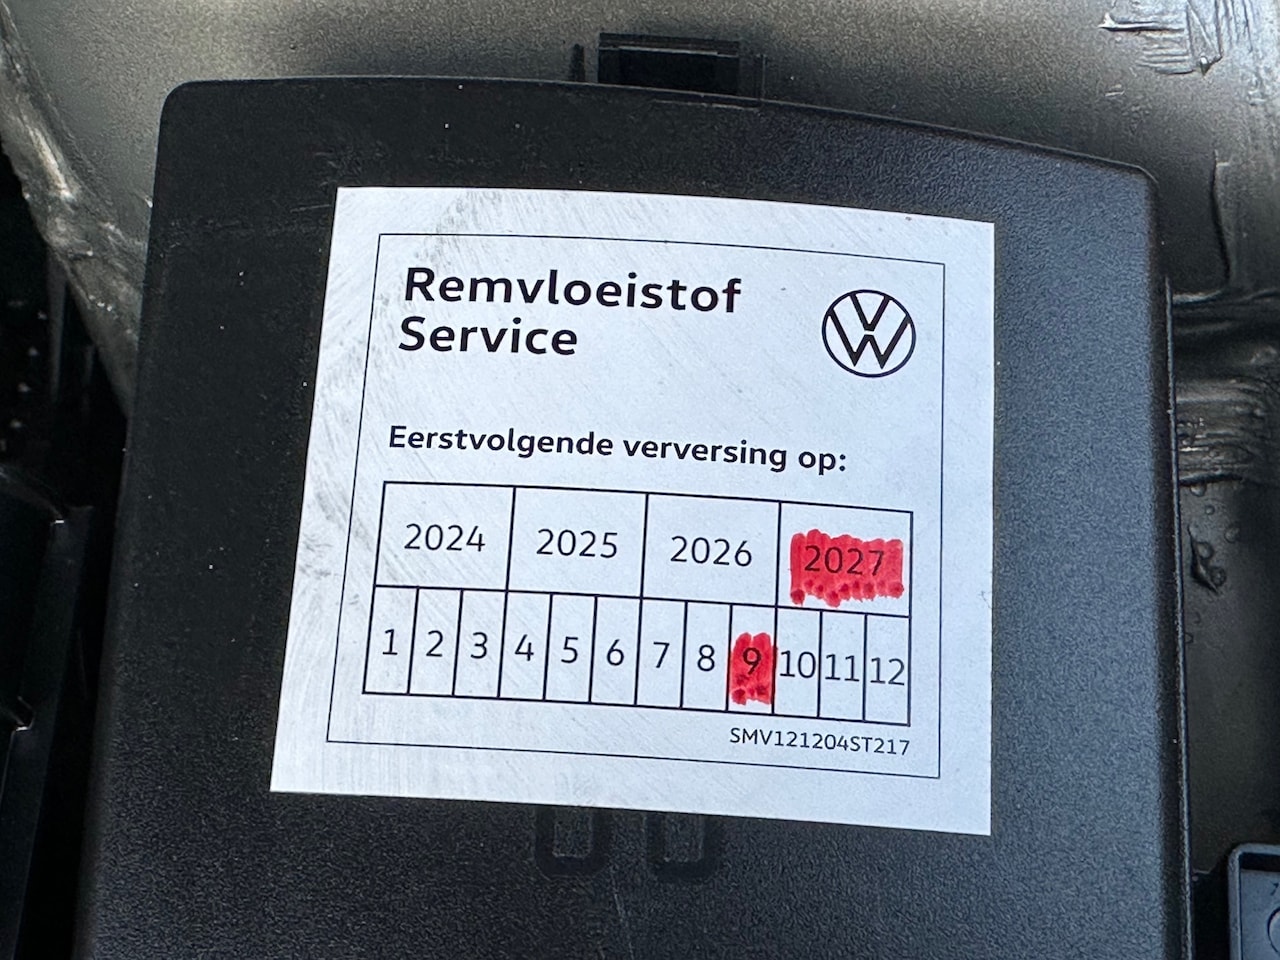 Remvloeistof
Service
Eerstvolgende verversing op:
2024 2025 2026 2027
1 2 3 4 5 6 7 8 9 10 11 12
SMV121204ST217